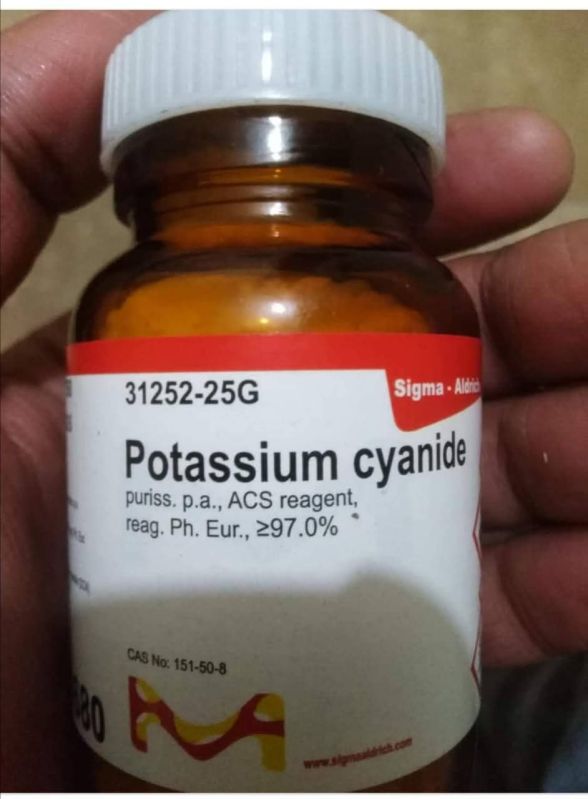 31252-25G
Sigma - Aldrich
Potassium cyanide
puriss. p.a., ACS reagent,
reag. Ph. Eur., ≥97.0%
CAS No: 151-50-8
www.sigmaaldrich.com